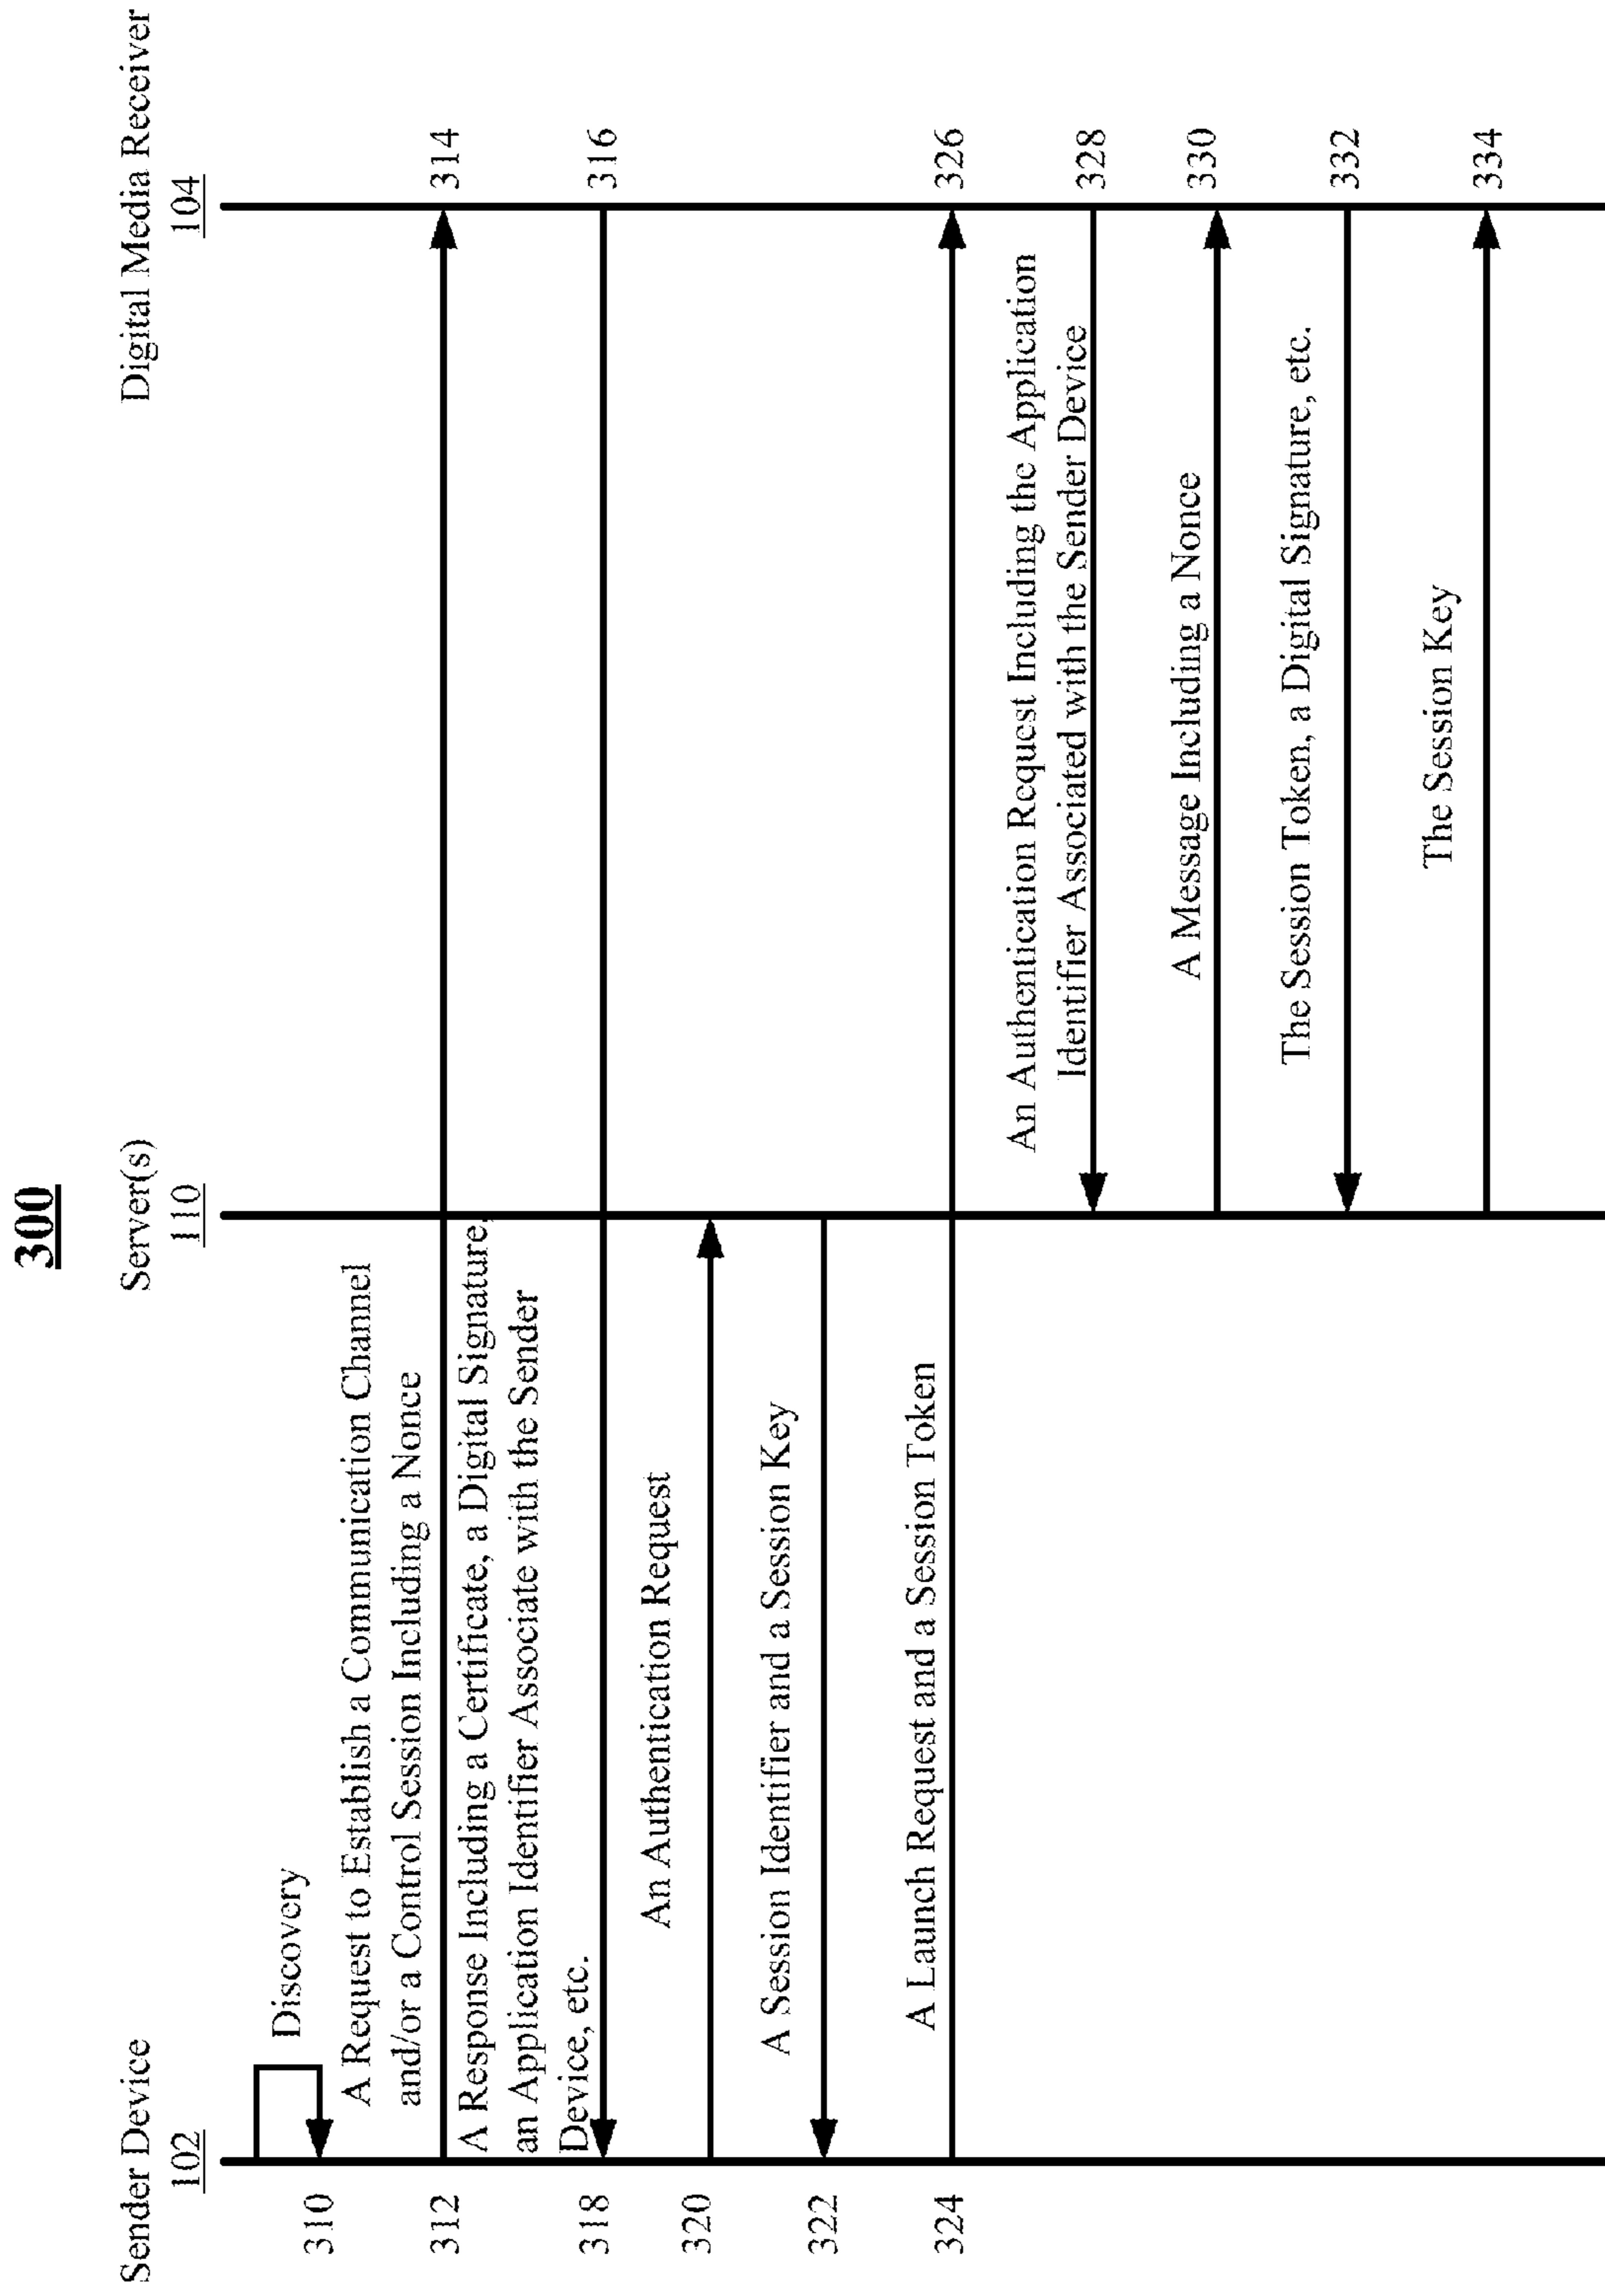 300
Sender Device
102
Server(s)
110
Digital Media Receiver
104
Discovery
310
A Request to Establish a Communication Channel
and/or a Control Session Including a Nonce
312
314
A Response Including a Certificate, a Digital Signature,
an Application Identifier Associate with the Sender
Device, etc.
318
316
An Authentication Request
320
A Session Identifier and a Session Key
322
A Launch Request and a Session Token
324
326
An Authentication Request Including the Application
Identifier Associated with the Sender Device
328
A Message Including a Nonce
330
The Session Token, a Digital Signature, etc.
332
The Session Key
334